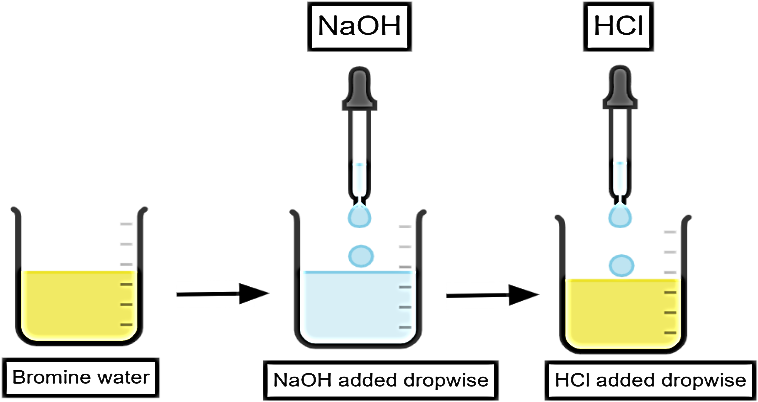 NaOH
HCl
Bromine water
NaOH added dropwise
HCl added dropwise